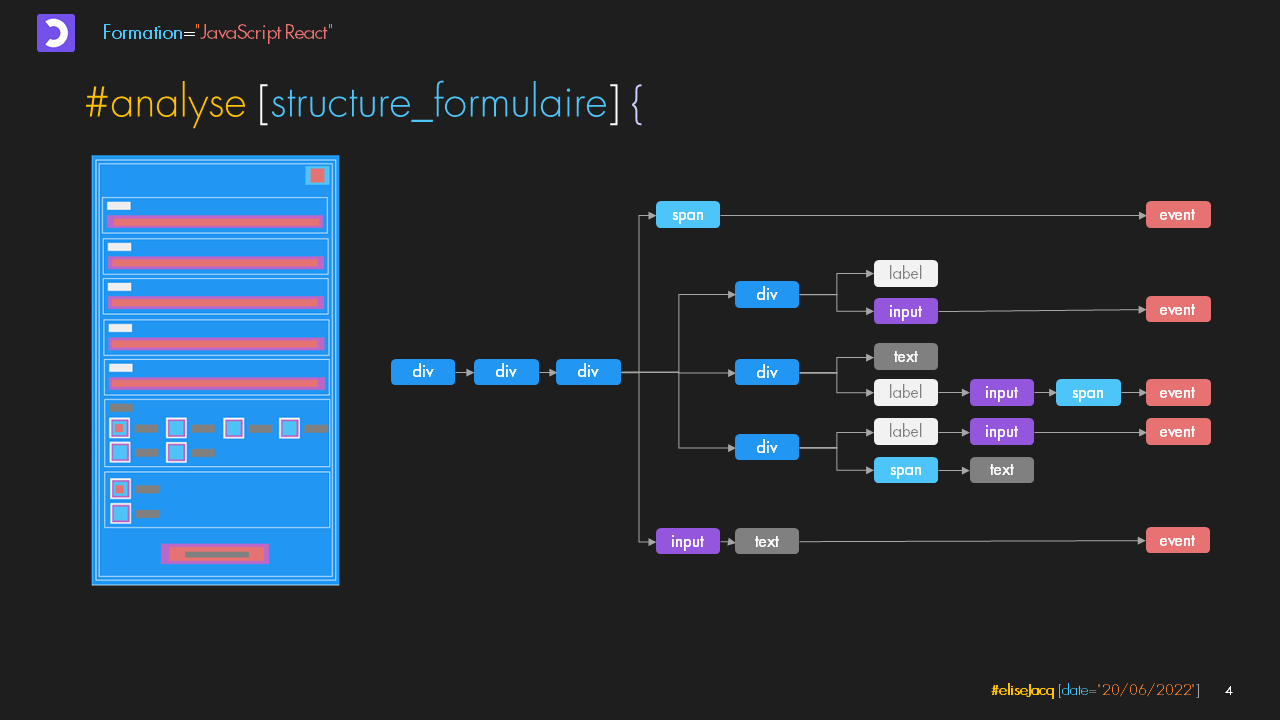 Formation="JavaScript React"
#analyse [structure_formulaire] {
span event
label
div
input event
text
div div div div
label input span event
label input event
div
span text
input text event
#eliseJacq [date="20/06/2022"] 4